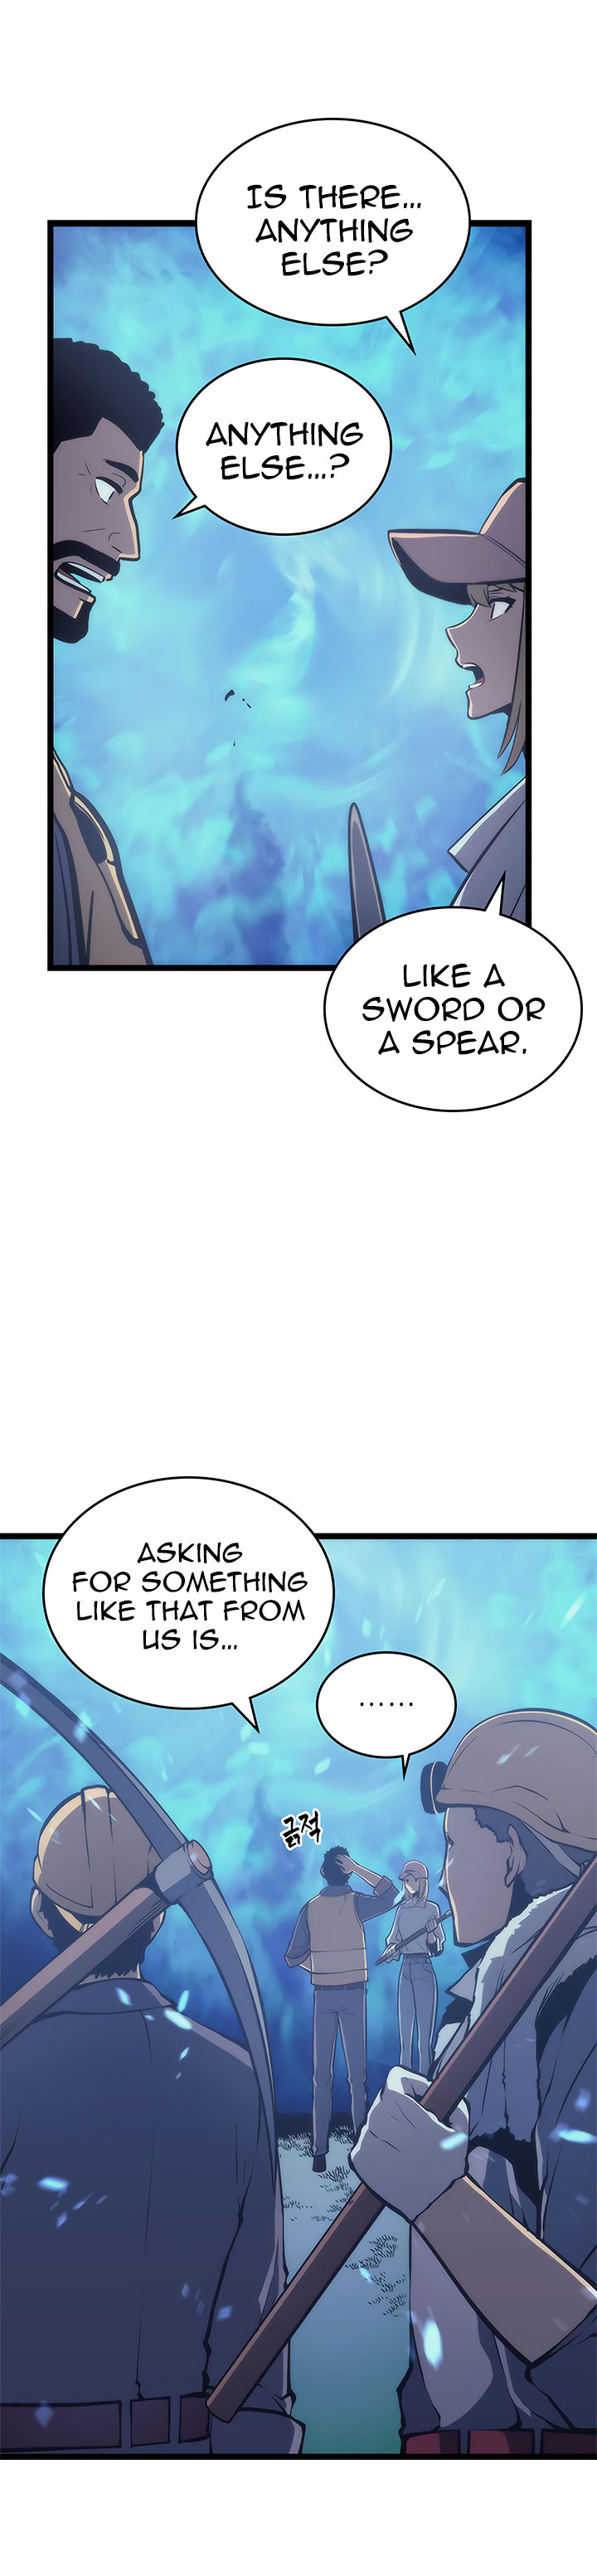 IS THERE...
ANYTHING
ELSE?
ANYTHING
ELSE...?
LIKE A
SWORD OR
A SPEAR.
ASKING
FOR SOMETHING
LIKE THAT FROM
US IS...
......
긁적